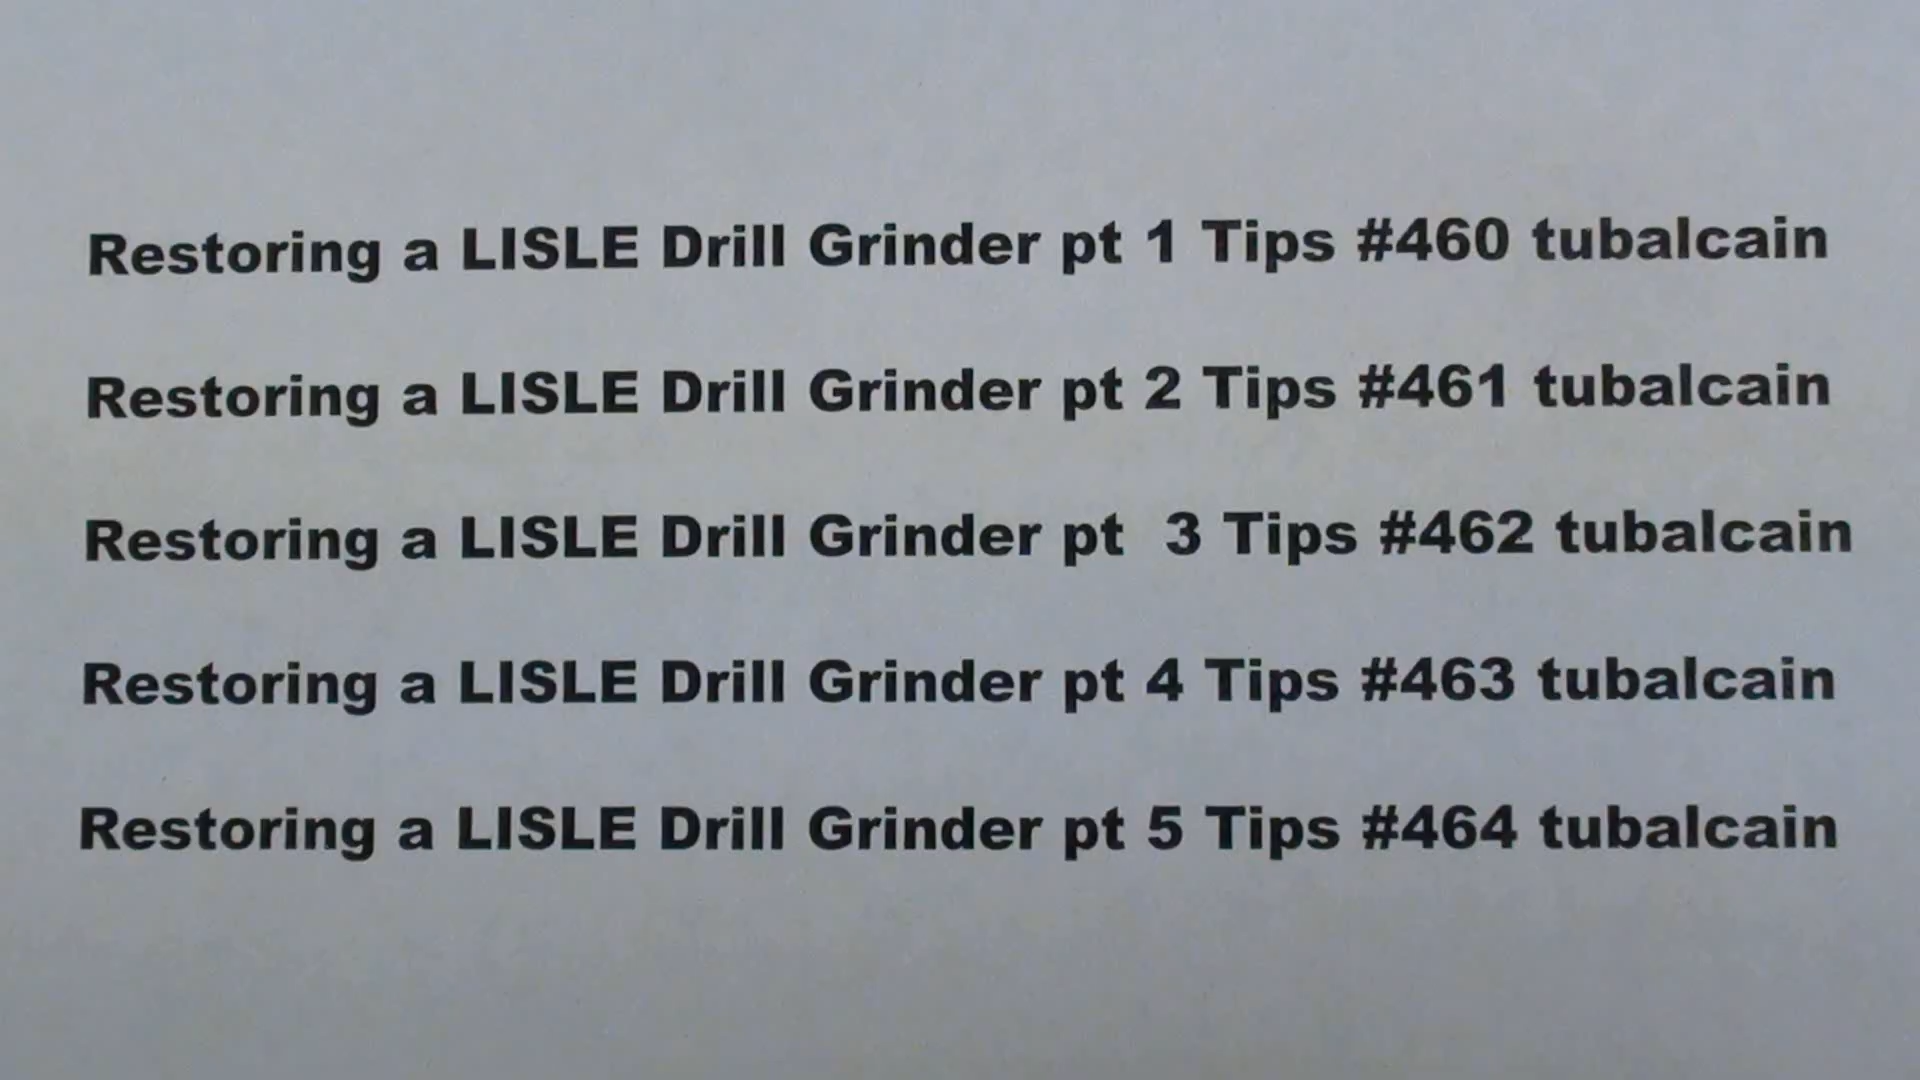 Restoring a LISLE Drill Grinder pt 1 Tips #460 tubalcain
Restoring a LISLE Drill Grinder pt 2 Tips #461 tubalcain
Restoring a LISLE Drill Grinder pt  3 Tips #462 tubalcain
Restoring a LISLE Drill Grinder pt 4 Tips #463 tubalcain
Restoring a LISLE Drill Grinder pt 5 Tips #464 tubalcain